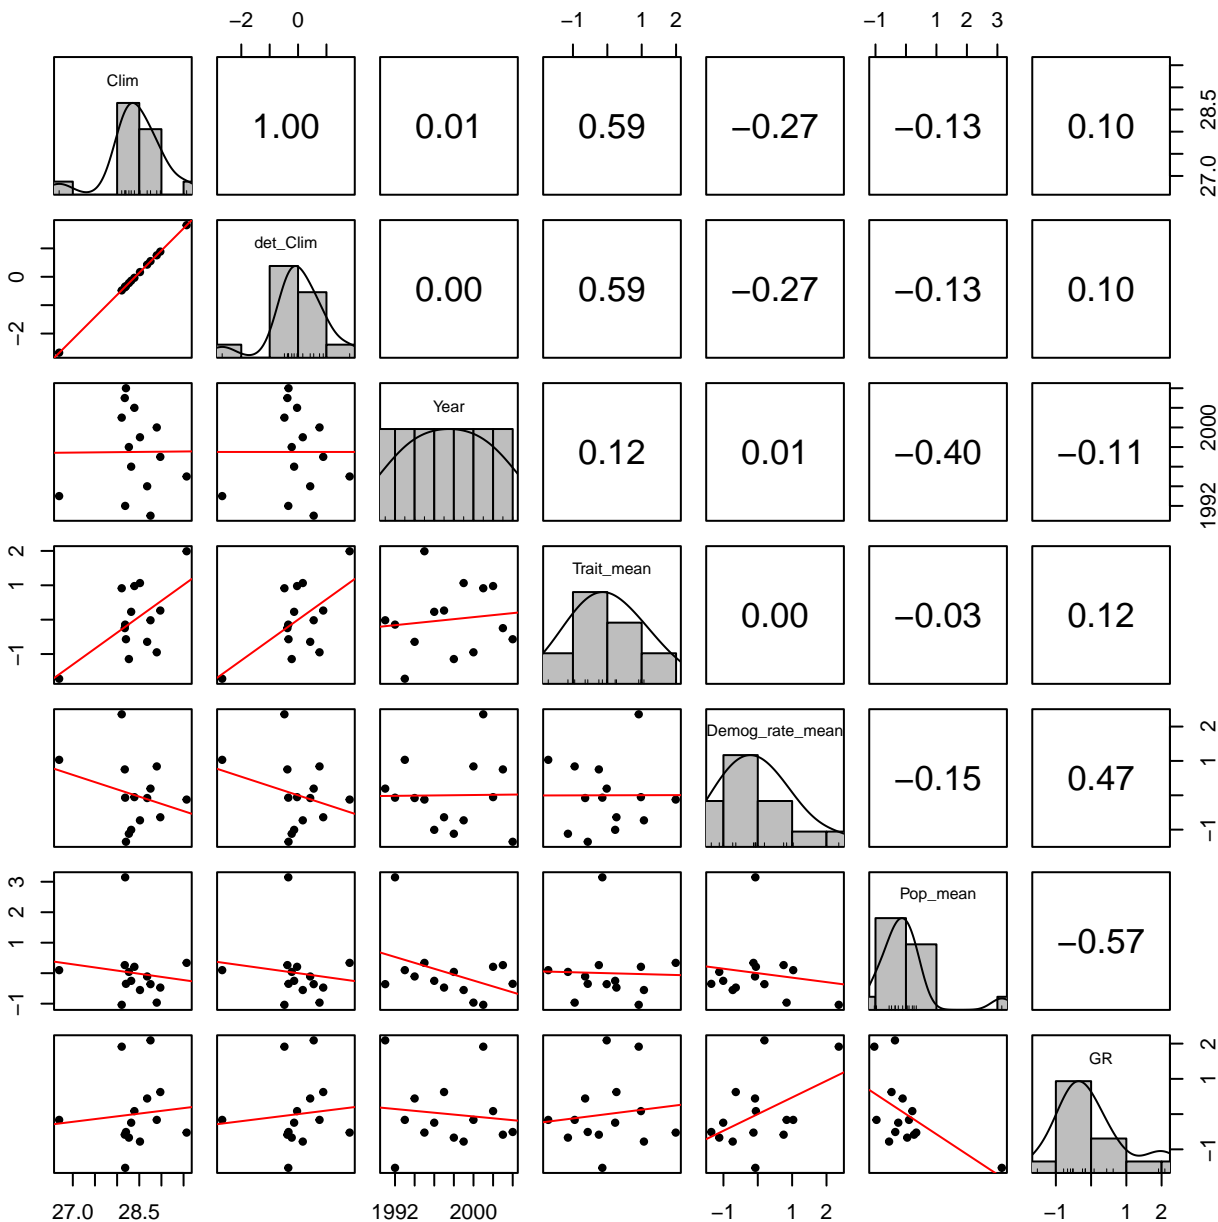 −2 0 −1 1 2 −1 1 2 3
Clim 1.00 0.01 0.59 −0.27 −0.13 0.10 27.0 28.5
−2 0 det_Clim 0.00 0.59 −0.27 −0.13 0.10
Year 0.12 0.01 −0.40 −0.11 1992 2000
−1 1 2 Trait_mean 0.00 −0.03 0.12
Demog_rate_mean −0.15 0.47 −1 1 2
−1 1 2 3 Pop_mean −0.57
GR −1 1 2
27.0 28.5 1992 2000 −1 1 2 −1 1 2